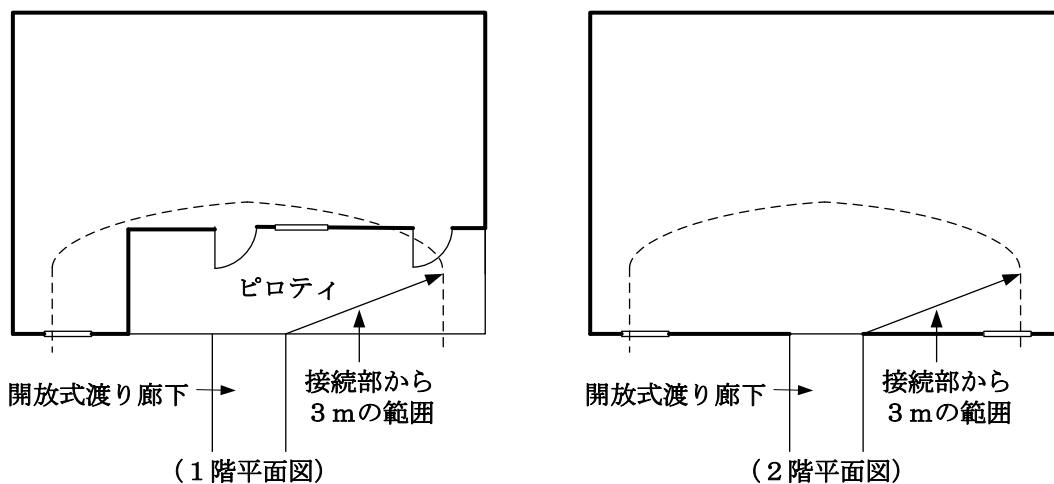 ピロティ
開放式渡り廊下
接続部から
３ｍの範囲
（１階平面図）
開放式渡り廊下
接続部から
３ｍの範囲
（２階平面図）